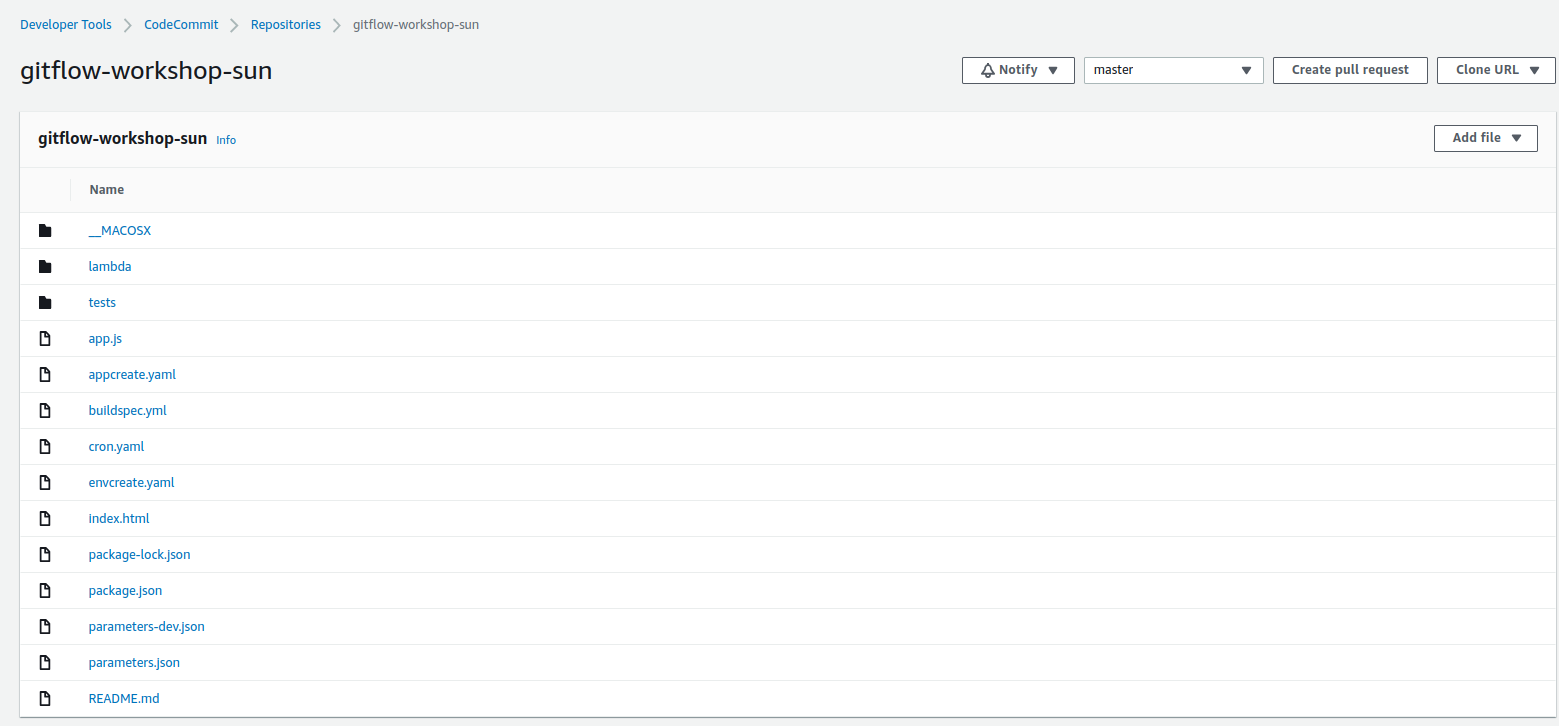 Developer Tools CodeCommit Repositories gitflow-workshop-sun
gitflow-workshop-sun Notify master Create pull request Clone URL
gitflow-workshop-sun Info Add file
Name
__MACOSX
lambda
tests
app.js
appcreate.yaml
buildspec.yml
cron.yaml
envcreate.yaml
index.html
package-lock.json
package.json
parameters-dev.json
parameters.json
README.md